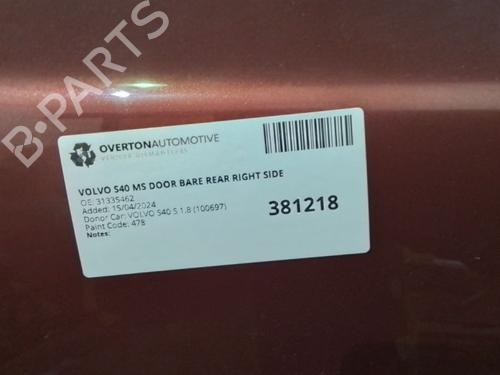 B-PARTS
OVERTONAUTOMOTIVE
VEHICLE DISMANTLERS
VOLVO S40 MS DOOR BARE REAR RIGHT SIDE
OE: 31335462
Added: 15/04/2024
Donor Car: VOLVO S40 S 1.8 (100697)
Paint Code: 478
Notes:
381218